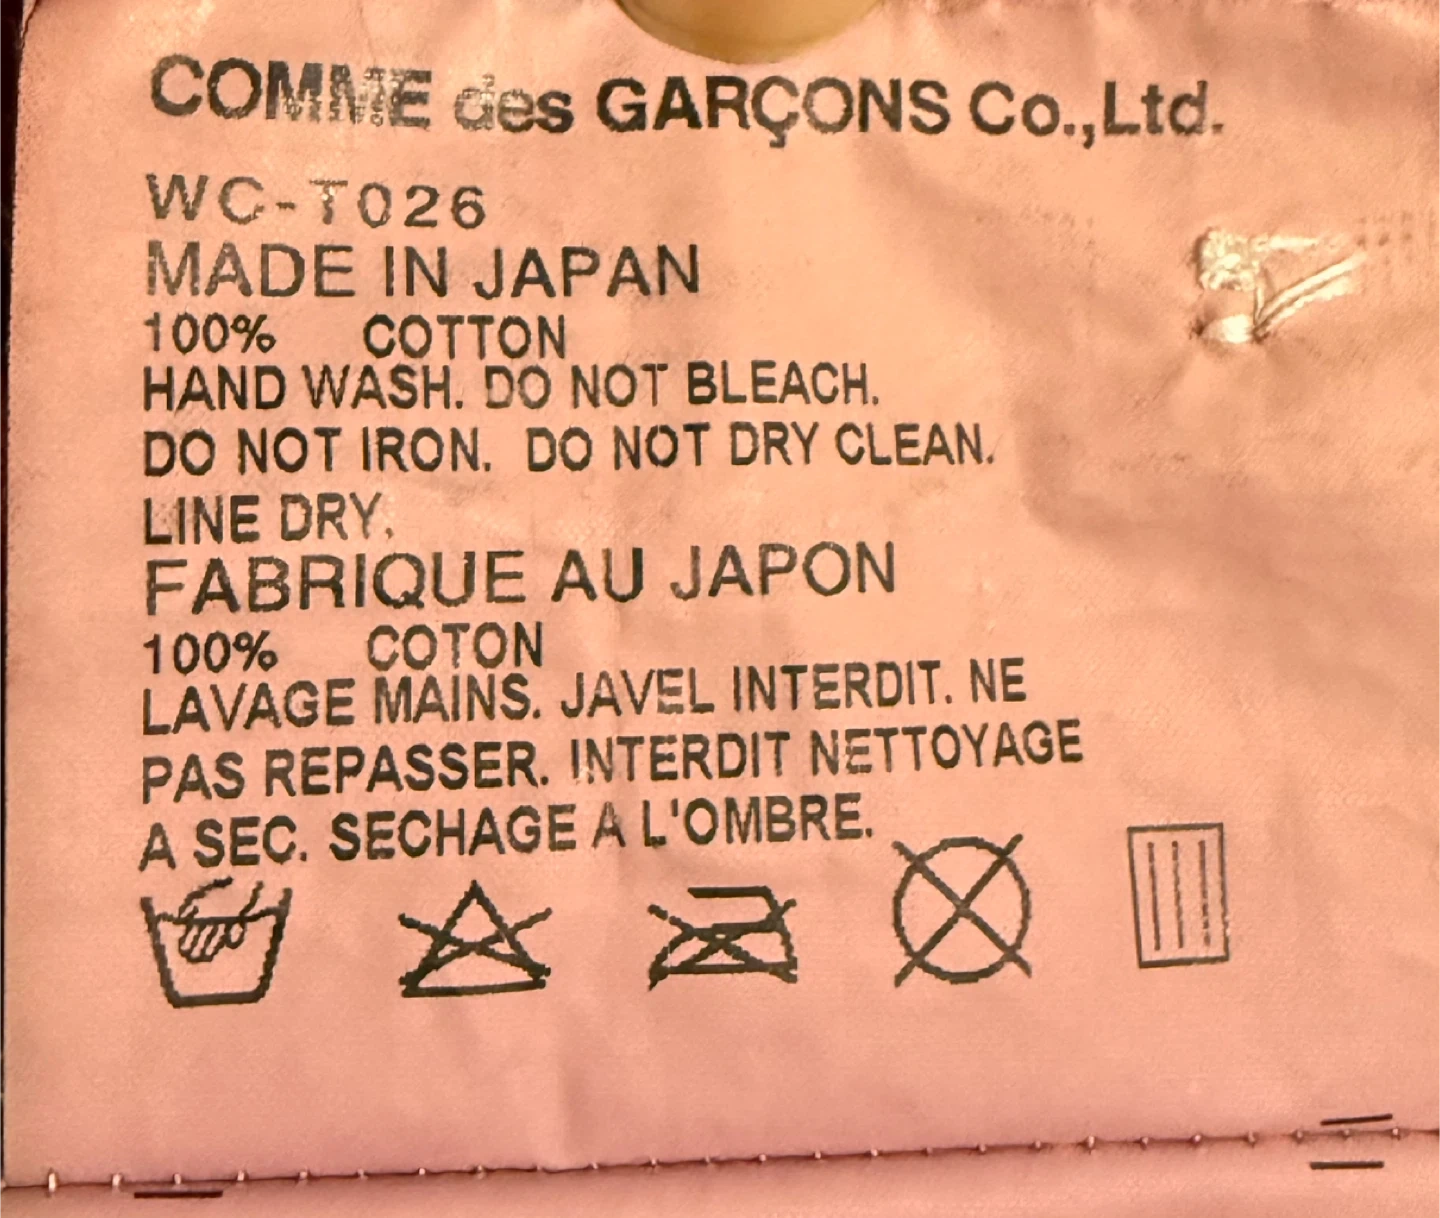 COMME des GARÇONS Co.,Ltd.
WC-T026
MADE IN JAPAN
100% COTTON
HAND WASH. DO NOT BLEACH.
DO NOT IRON. DO NOT DRY CLEAN.
LINE DRY.
FABRIQUE AU JAPON
100% COTON
LAVAGE MAINS. JAVEL INTERDIT. NE
PAS REPASSER. INTERDIT NETTOYAGE
A SEC. SECHAGE A L'OMBRE.